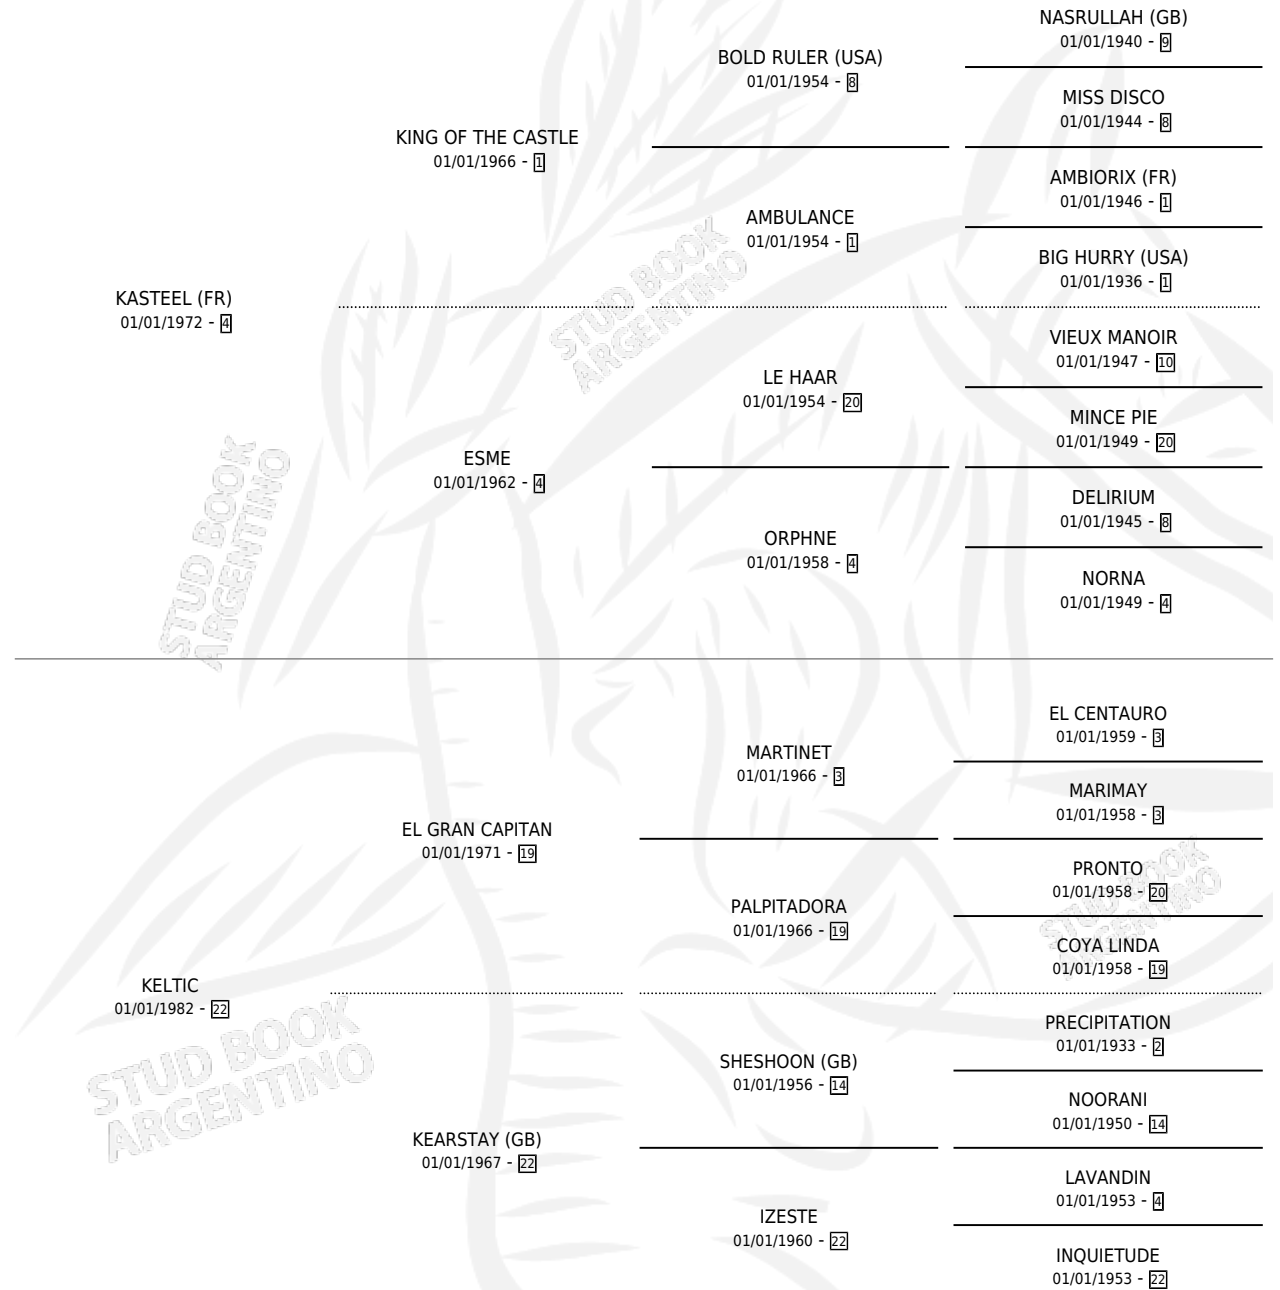 NASRULLAH (GB)
01/01/1940 - 9
BOLD RULER (USA)
01/01/1954 - 8
MISS DISCO
01/01/1944 - 8
KING OF THE CASTLE
01/01/1966 - 1
AMBIORIX (FR)
01/01/1946 - 1
AMBULANCE
01/01/1954 - 1
BIG HURRY (USA)
01/01/1936 - 1
KASTEEL (FR)
01/01/1972 - 4
VIEUX MANOIR
01/01/1947 - 10
LE HAAR
01/01/1954 - 20
MINCE PIE
01/01/1949 - 20
ESME
01/01/1962 - 4
DELIRIUM
01/01/1945 - 8
ORPHNE
01/01/1958 - 4
NORNA
01/01/1949 - 4
STUD BOOK
ARGENTINO
STUD BOOK
ARGENTINO
EL CENTAURO
01/01/1959 - 3
MARTINET
01/01/1966 - 3
MARIMAY
01/01/1958 - 3
EL GRAN CAPITAN
01/01/1971 - 19
PRONTO
01/01/1958 - 20
PALPITADORA
01/01/1966 - 19
COYA LINDA
01/01/1958 - 19
KELTIC
01/01/1982 - 22
PRECIPITATION
01/01/1933 - 2
SHESHOON (GB)
01/01/1956 - 14
NOORANI
01/01/1950 - 14
KEARSTAY (GB)
01/01/1967 - 22
LAVANDIN
01/01/1953 - 4
IZESTE
01/01/1960 - 22
INQUIETUDE
01/01/1953 - 22
STUD BOOK
ARGENTINO
STUD BOOK
ARGENTINO